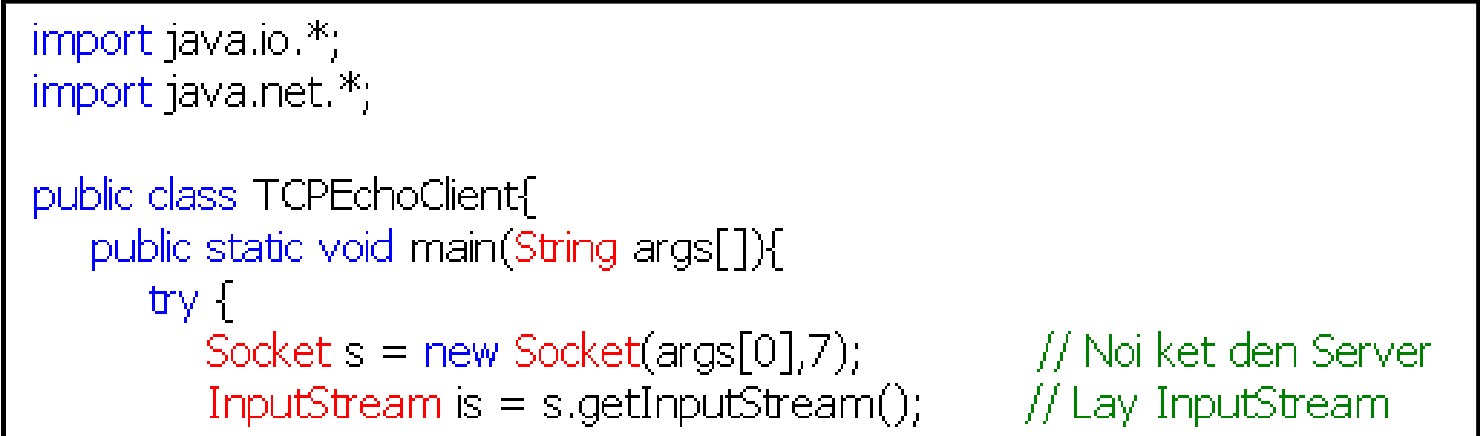 import java.io.*;
import java.net.*;

public class TCPEchoClient{
   public static void main(String args[]){
      try {
         Socket s = new Socket(args[0],7);          // Noi ket den Server
         InputStream is = s.getInputStream();      // Lay InputStream